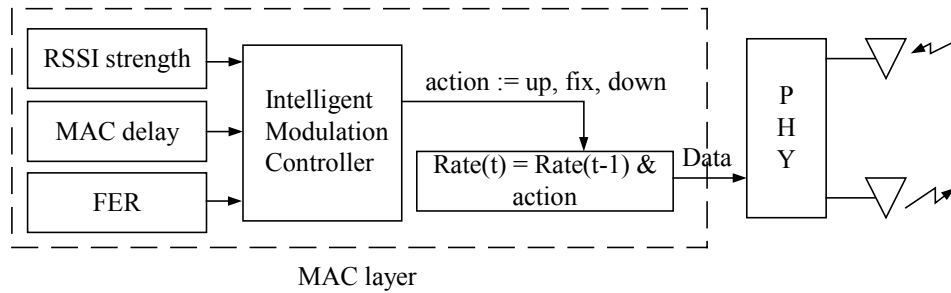 RSSI strength
MAC delay
FER
Intelligent
Modulation
Controller
action := up, fix, down
Rate(t) = Rate(t-1) &
action
Data
P
H
Y
MAC layer